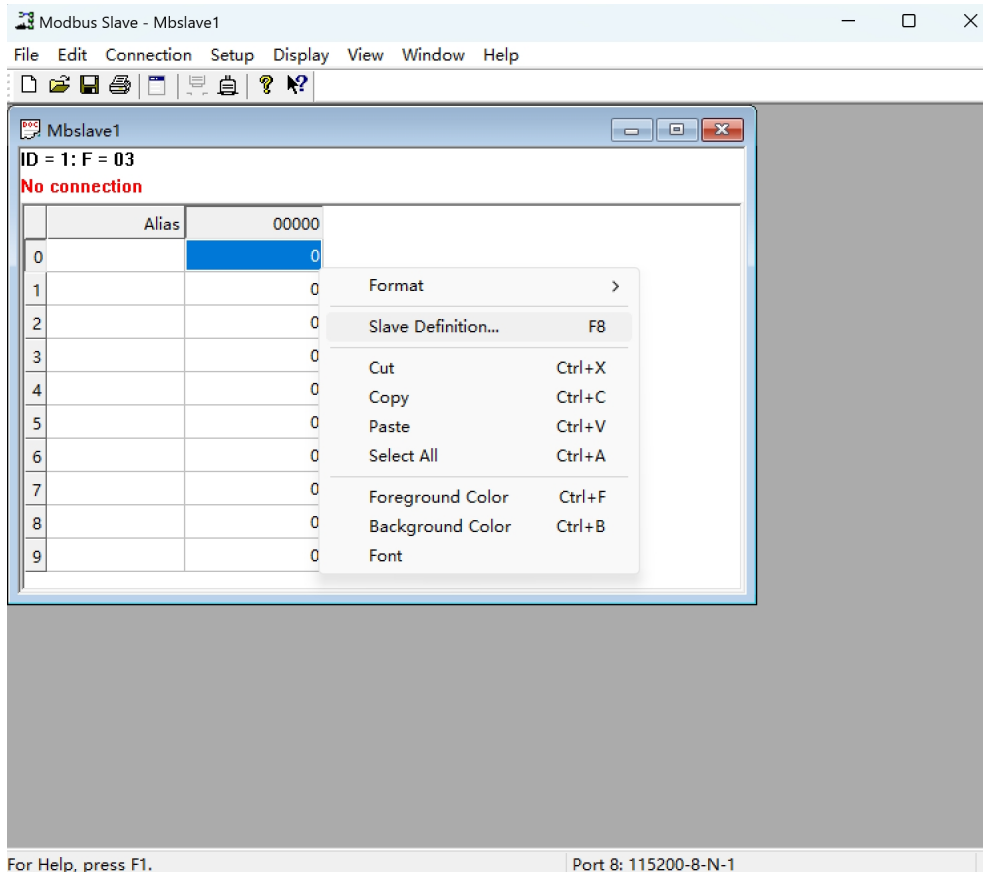 Modbus Slave - Mbslave1
File Edit Connection Setup Display View Window Help
DOC Mbslave1
ID = 1: F = 03
No connection
Alias 00000
0 0
1 0
2 0
3 0
4 0
5 0
6 0
7 0
8 0
9 0
Format
Slave Definition... F8
Cut Ctrl+X
Copy Ctrl+C
Paste Ctrl+V
Select All Ctrl+A
Foreground Color Ctrl+F
Background Color Ctrl+B
Font
For Help, press F1. Port 8: 115200-8-N-1